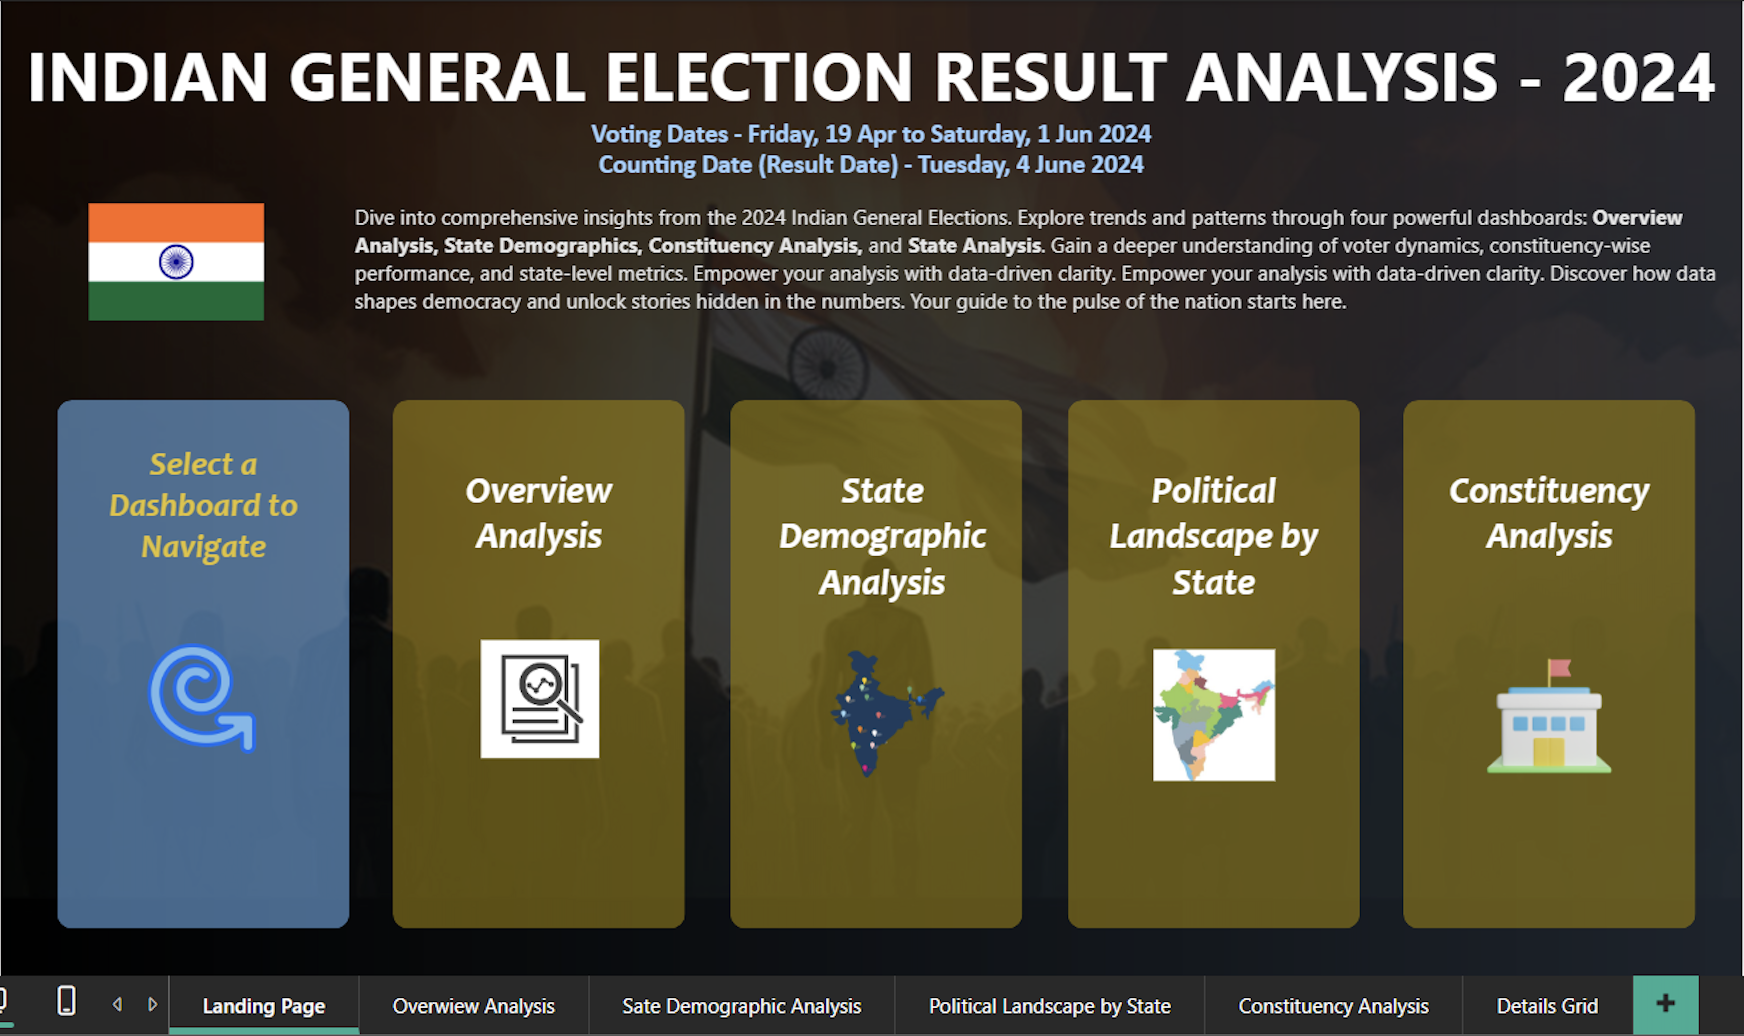 INDIAN GENERAL ELECTION RESULT ANALYSIS - 2024
Voting Dates - Friday, 19 Apr to Saturday, 1 Jun 2024
Counting Date (Result Date) - Tuesday, 4 June 2024
Dive into comprehensive insights from the 2024 Indian General Elections. Explore trends and patterns through four powerful dashboards: Overview
Analysis, State Demographics, Constituency Analysis, and State Analysis. Gain a deeper understanding of voter dynamics, constituency-wise
performance, and state-level metrics. Empower your analysis with data-driven clarity. Empower your analysis with data-driven clarity. Discover how data
shapes democracy and unlock stories hidden in the numbers. Your guide to the pulse of the nation starts here.
Select a
Dashboard to
Navigate
Overview
Analysis
State
Demographic
Analysis
Political
Landscape by
State
Constituency
Analysis
Landing Page
Overwiew Analysis
Sate Demographic Analysis
Political Landscape by State
Constituency Analysis
Details Grid
+